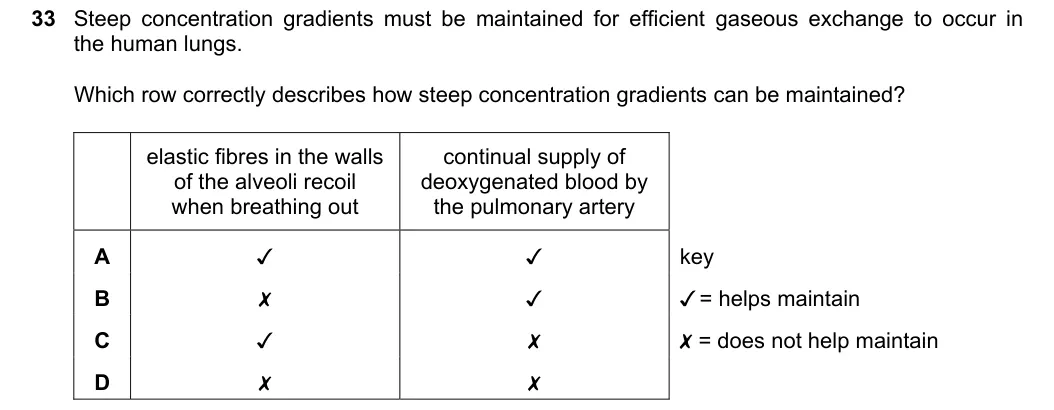 33 Steep concentration gradients must be maintained for efficient gaseous exchange to occur in
the human lungs.
Which row correctly describes how steep concentration gradients can be maintained?
elastic fibres in the walls
of the alveoli recoil
when breathing out
continual supply of
deoxygenated blood by
the pulmonary artery
A ✓ ✓ key
B ✗ ✓ ✓ = helps maintain
C ✓ ✗ ✗ = does not help maintain
D ✗ ✗